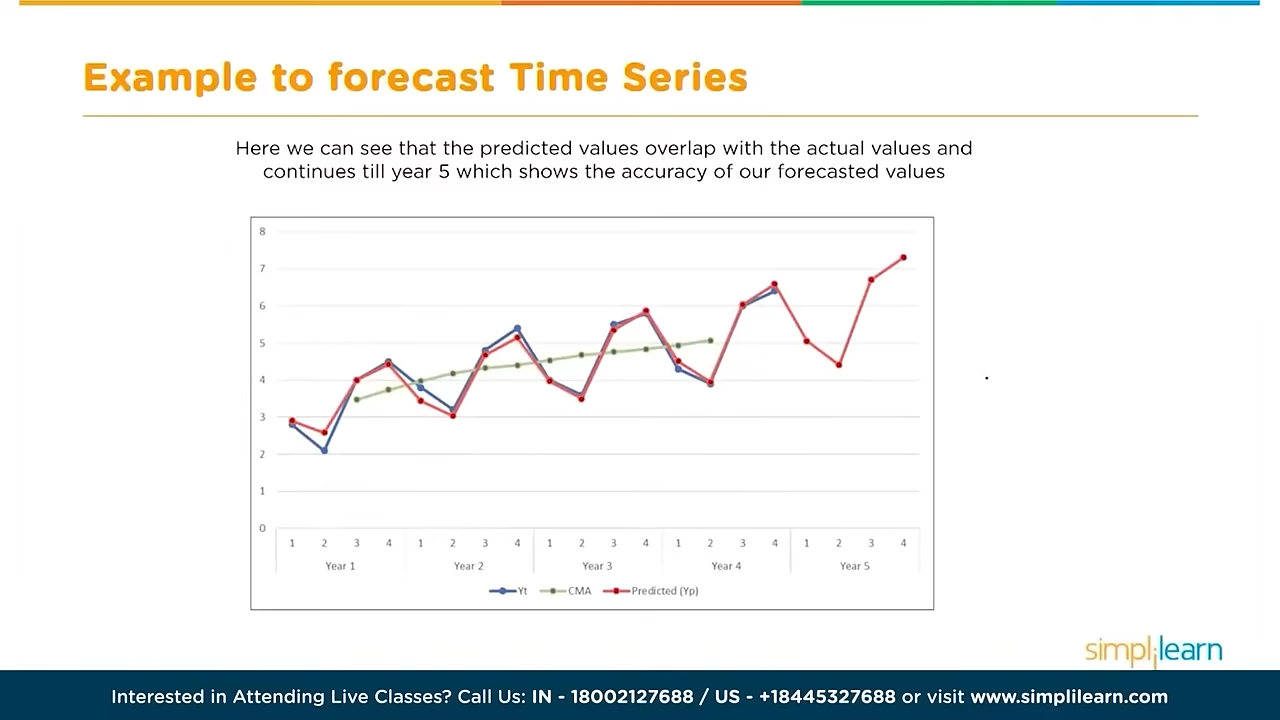 Example to forecast Time Series
Here we can see that the predicted values overlap with the actual values and
continues till year 5 which shows the accuracy of our forecasted values
8
7
6
5
4
3
2
1
0
1 2 3 4 1 2 3 4 1 2 3 4 1 2 3 4 1 2 3 4
Year 1 Year 2 Year 3 Year 4 Year 5
Yt CMA Predicted (Yp)
simplilearn
Interested in Attending Live Classes? Call Us: IN - 18002127688 / US - +18445327688 or visit www.simplilearn.com